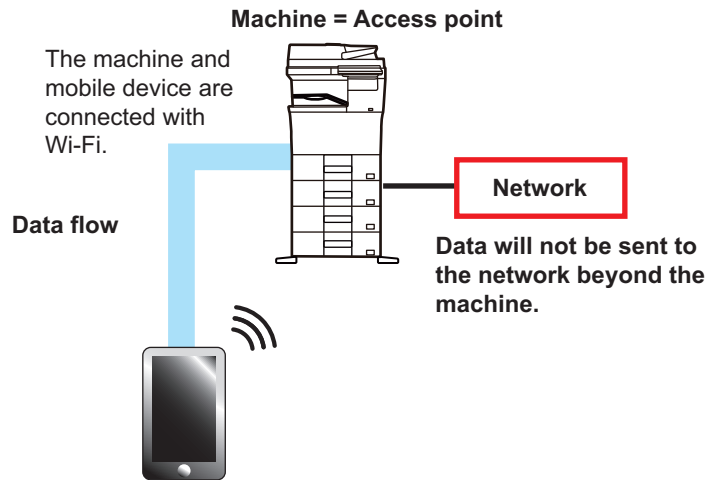 Machine = Access point
The machine and
mobile device are
connected with
Wi-Fi.
Network
Data flow
Data will not be sent to
the network beyond the
machine.